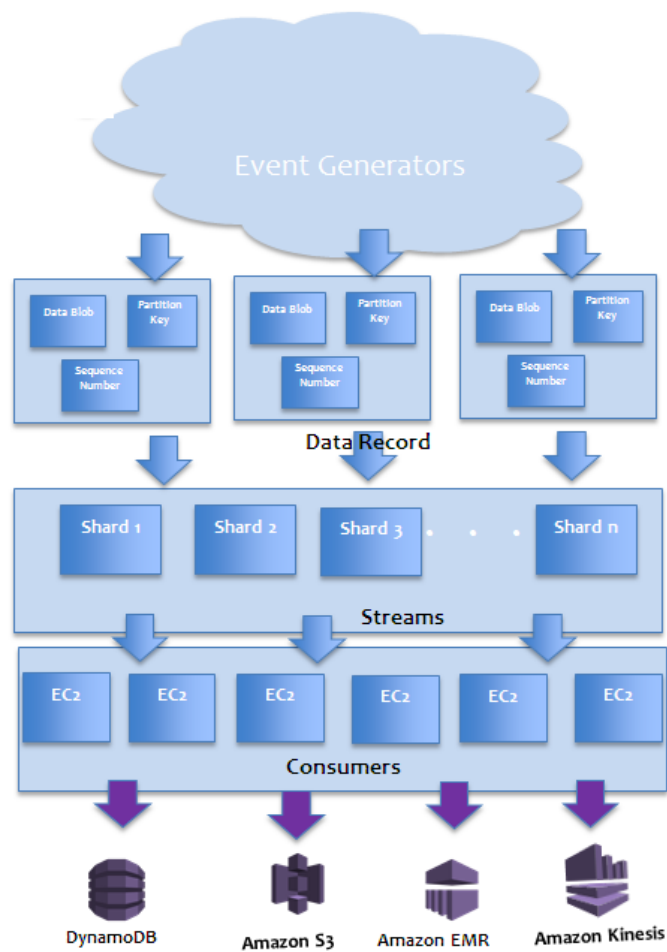 Event Generators
Data Blob
Partition
Key
Sequence
Number
Data Blob
Partition
Key
Sequence
Number
Data Blob
Partition
Key
Sequence
Number
Data Record
Shard 1
Shard 2
Shard 3
. . .
Shard n
Streams
EC2
EC2
EC2
EC2
EC2
EC2
Consumers
DynamoDB
Amazon S3
Amazon EMR
Amazon Kinesis